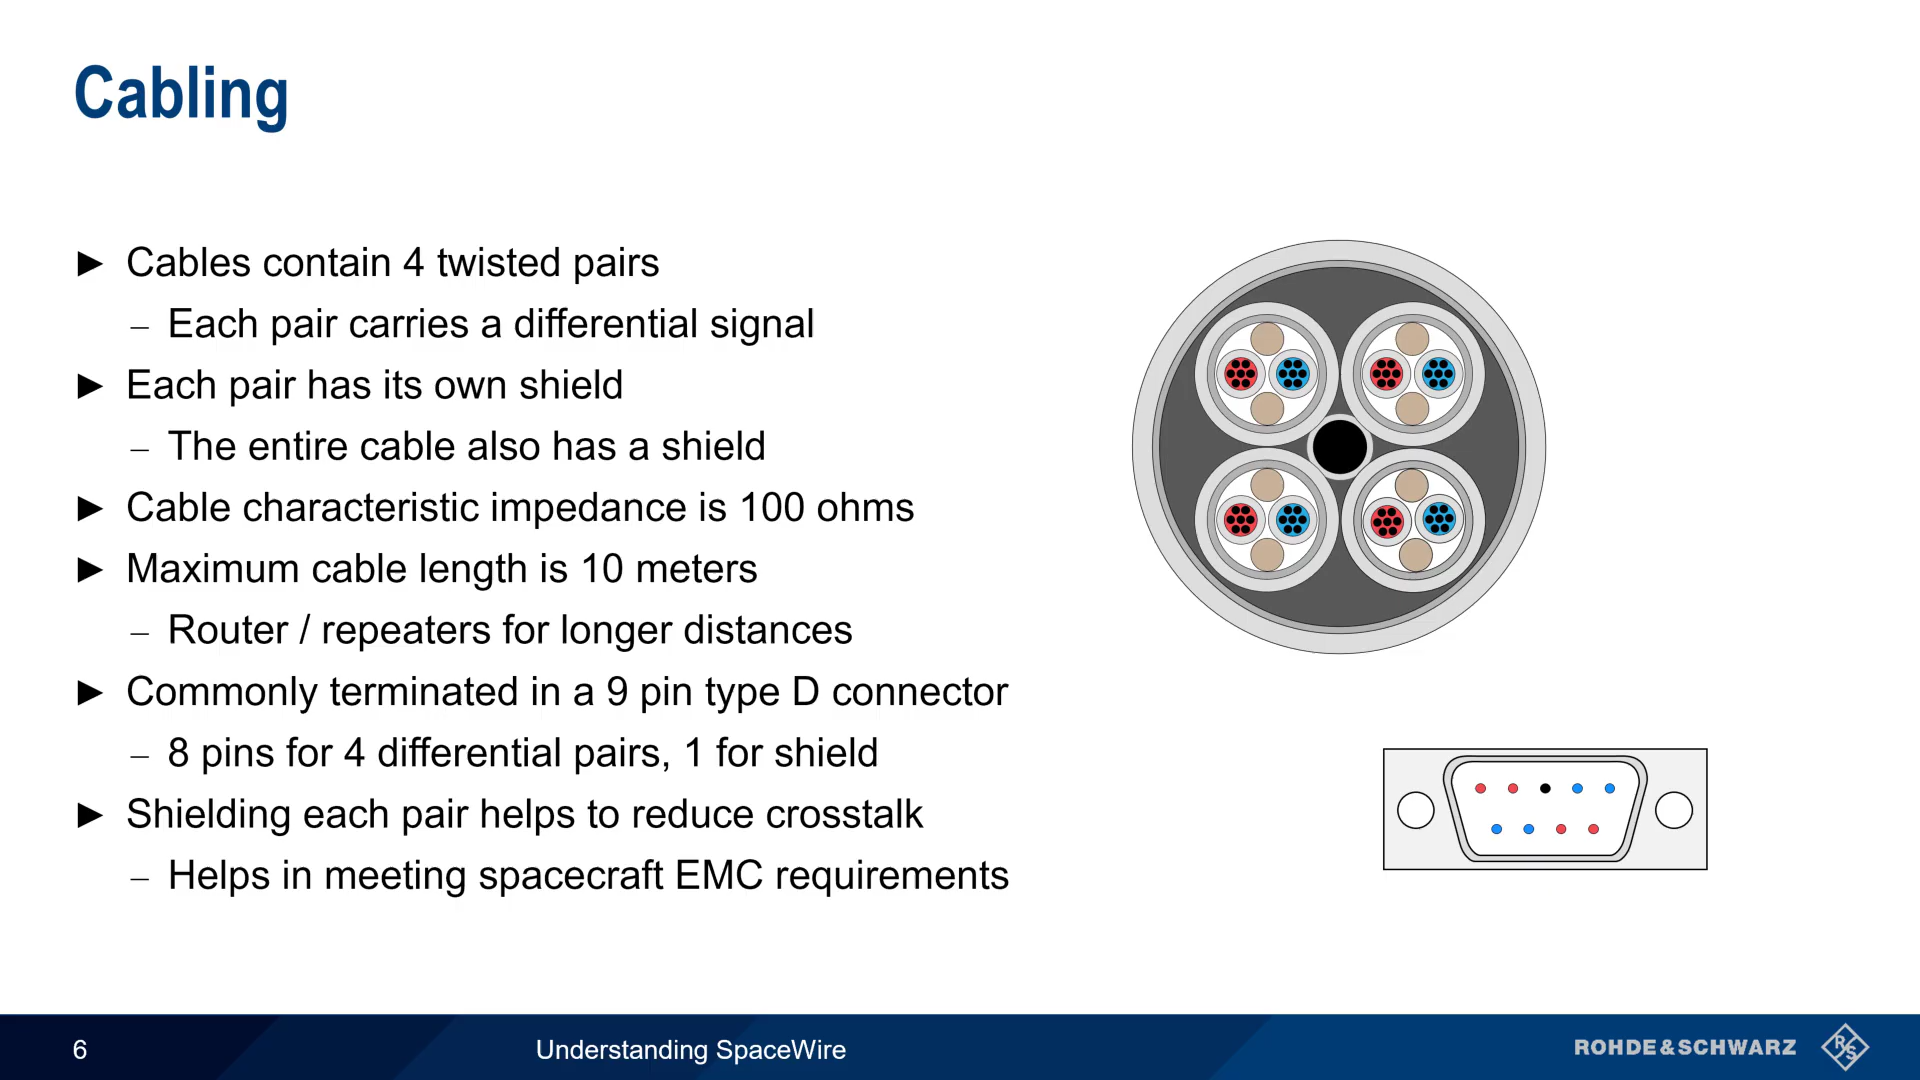 Cabling
► Cables contain 4 twisted pairs
– Each pair carries a differential signal
► Each pair has its own shield
– The entire cable also has a shield
► Cable characteristic impedance is 100 ohms
► Maximum cable length is 10 meters
– Router / repeaters for longer distances
► Commonly terminated in a 9 pin type D connector
– 8 pins for 4 differential pairs, 1 for shield
► Shielding each pair helps to reduce crosstalk
– Helps in meeting spacecraft EMC requirements
6
Understanding SpaceWire
ROHDE&SCHWARZ
R S